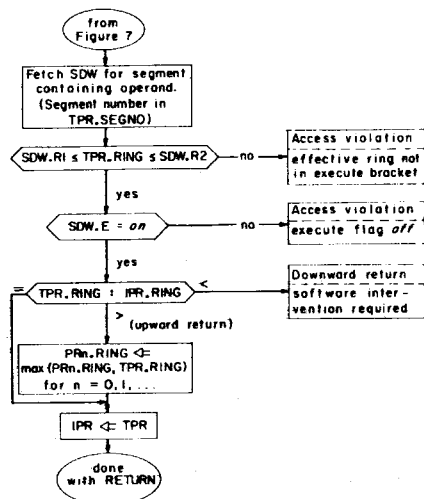 from
Figure 7
Fetch SDW for segment
containing operand.
(Segment number in
TPR.SEGNO)
SDW.R1 ≤ TPR.RING ≤ SDW.R2
no
Access violation
effective ring not
in execute bracket
yes
SDW.E = on
no
Access violation
execute flag off
yes
=
TPR.RING : IPR.RING
<
Downward return
software inter-
vention required
>
(upward return)
PRn.RING ⇐
max(PRn.RING, TPR.RING)
for n = 0, 1, . . .
IPR ⇐ TPR
done
with RETURN